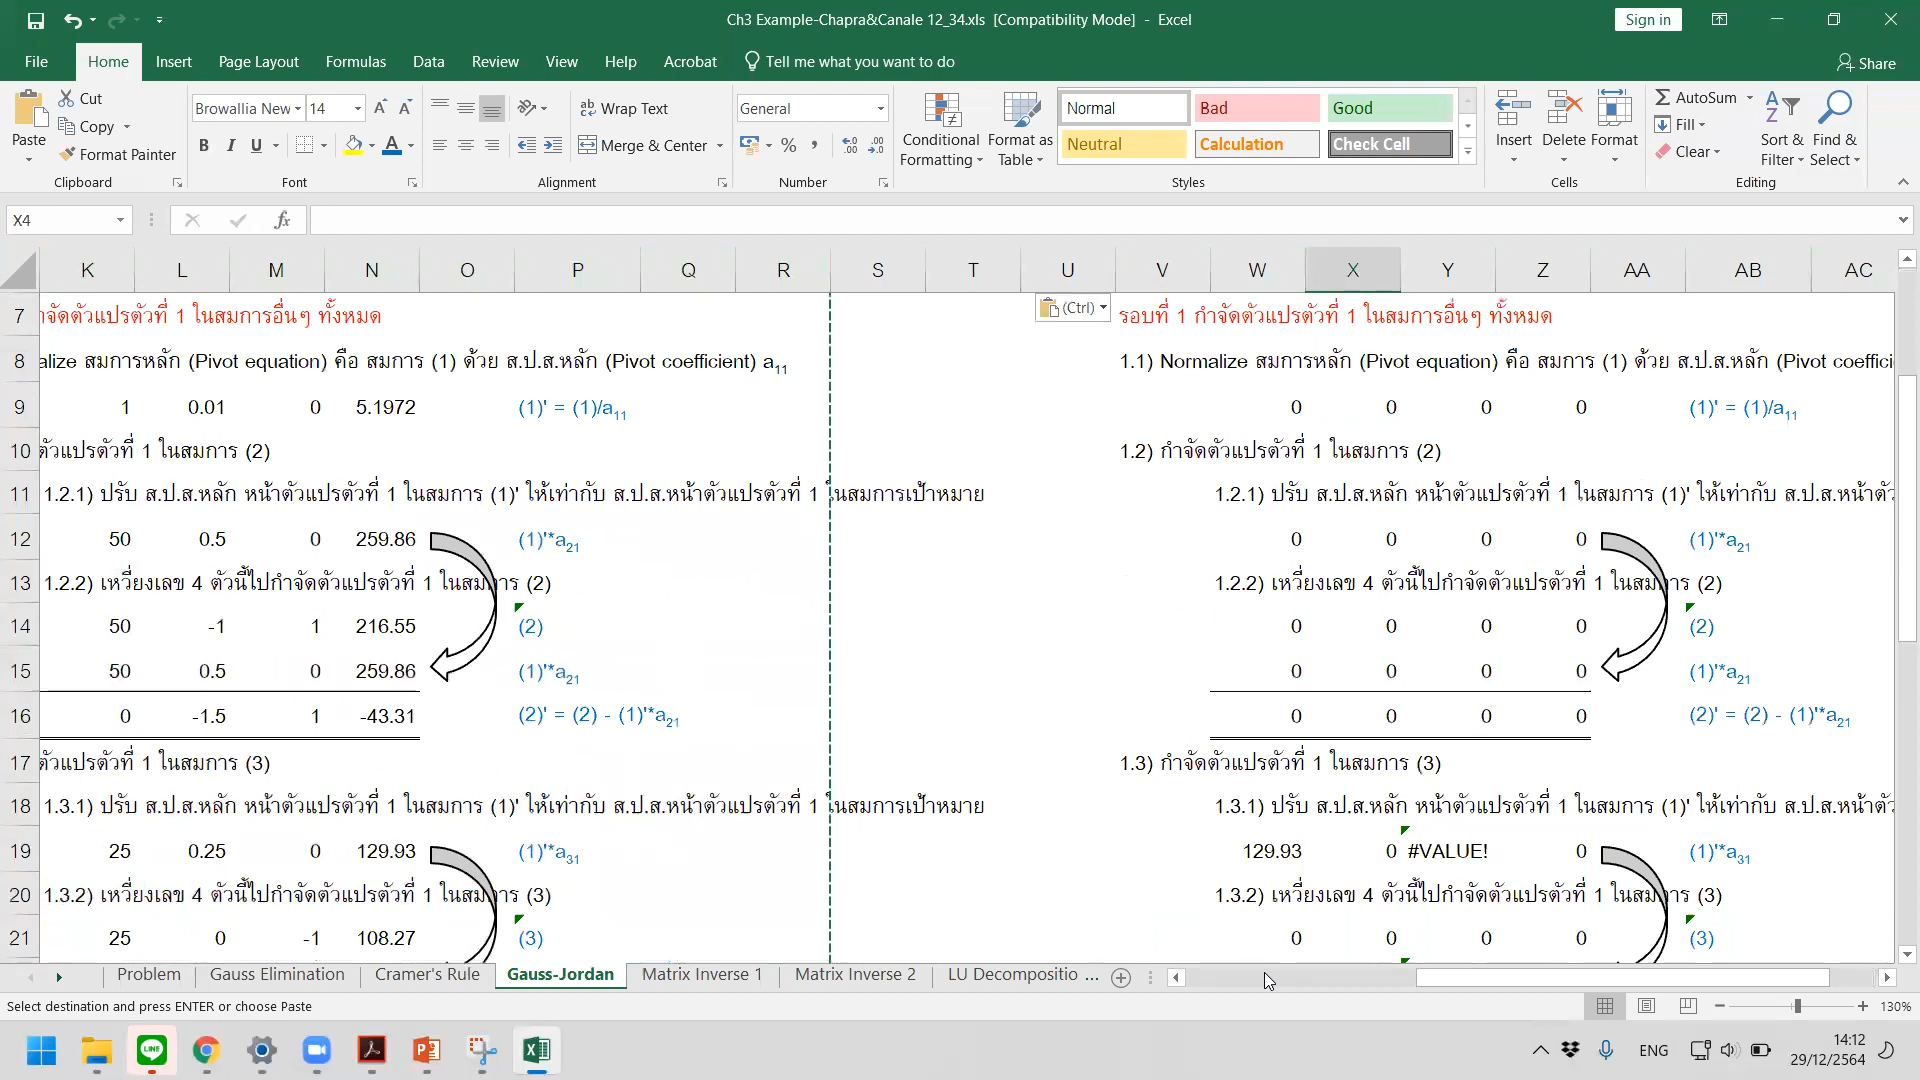 Ch3 Example-Chapra&Canale 12_34.xls [Compatibility Mode] - Excel
Sign in
File Home Insert Page Layout Formulas Data Review View Help Acrobat Tell me what you want to do
Share
Cut
Copy
Format Painter
Paste
Clipboard
Browallia New 14
B I U
Font
Wrap Text
Merge & Center
Alignment
General
Number
Conditional Formatting
Format as Table
Normal Bad Good
Neutral Calculation Check Cell
Styles
Insert Delete Format
Cells
AutoSum
Fill
Clear
Sort & Filter
Find & Select
Editing
X4
fx
K L M N O P Q R S T U V W X Y Z AA AB AC
7 กำจัดตัวแปรตัวที่ 1 ในสมการอื่นๆ ทั้งหมด (Ctrl) รอบที่ 1 กำจัดตัวแปรตัวที่ 1 ในสมการอื่นๆ ทั้งหมด
8 alize สมการหลัก (Pivot equation) คือ สมการ (1) ด้วย ส.ป.ส.หลัก (Pivot coefficient) a11 1.1) Normalize สมการหลัก (Pivot equation) คือ สมการ (1) ด้วย ส.ป.ส.หลัก (Pivot coeffici
9 1 0.01 0 5.1972 (1)' = (1)/a11 0 0 0 0 (1)' = (1)/a11
10 ตัวแปรตัวที่ 1 ในสมการ (2) 1.2) กำจัดตัวแปรตัวที่ 1 ในสมการ (2)
11 1.2.1) ปรับ ส.ป.ส.หลัก หน้าตัวแปรตัวที่ 1 ในสมการ (1)' ให้เท่ากับ ส.ป.ส.หน้าตัวแปรตัวที่ 1 ในสมการเป้าหมาย 1.2.1) ปรับ ส.ป.ส.หลัก หน้าตัวแปรตัวที่ 1 ในสมการ (1)' ให้เท่ากับ ส.ป.ส.หน้าตัว
12 50 0.5 0 259.86 (1)'*a21 0 0 0 0 (1)'*a21
13 1.2.2) เหวี่ยงเลข 4 ตัวนี้ไปกำจัดตัวแปรตัวที่ 1 ในสมการ (2) 1.2.2) เหวี่ยงเลข 4 ตัวนี้ไปกำจัดตัวแปรตัวที่ 1 ในสมการ (2)
14 50 -1 1 216.55 (2) 0 0 0 0 (2)
15 50 0.5 0 259.86 (1)'*a21 0 0 0 0 (1)'*a21
16 0 -1.5 1 -43.31 (2)' = (2) - (1)'*a21 0 0 0 0 (2)' = (2) - (1)'*a21
17 ตัวแปรตัวที่ 1 ในสมการ (3) 1.3) กำจัดตัวแปรตัวที่ 1 ในสมการ (3)
18 1.3.1) ปรับ ส.ป.ส.หลัก หน้าตัวแปรตัวที่ 1 ในสมการ (1)' ให้เท่ากับ ส.ป.ส.หน้าตัวแปรตัวที่ 1 ในสมการเป้าหมาย 1.3.1) ปรับ ส.ป.ส.หลัก หน้าตัวแปรตัวที่ 1 ในสมการ (1)' ให้เท่ากับ ส.ป.ส.หน้าตัว
19 25 0.25 0 129.93 (1)'*a31 129.93 0 #VALUE! 0 (1)'*a31
20 1.3.2) เหวี่ยงเลข 4 ตัวนี้ไปกำจัดตัวแปรตัวที่ 1 ในสมการ (3) 1.3.2) เหวี่ยงเลข 4 ตัวนี้ไปกำจัดตัวแปรตัวที่ 1 ในสมการ (3)
21 25 0 -1 108.27 (3) 0 0 0 0 (3)
Problem Gauss Elimination Cramer's Rule Gauss-Jordan Matrix Inverse 1 Matrix Inverse 2 LU Decompositio ...
Select destination and press ENTER or choose Paste
130%
ENG
14:12
29/12/2564